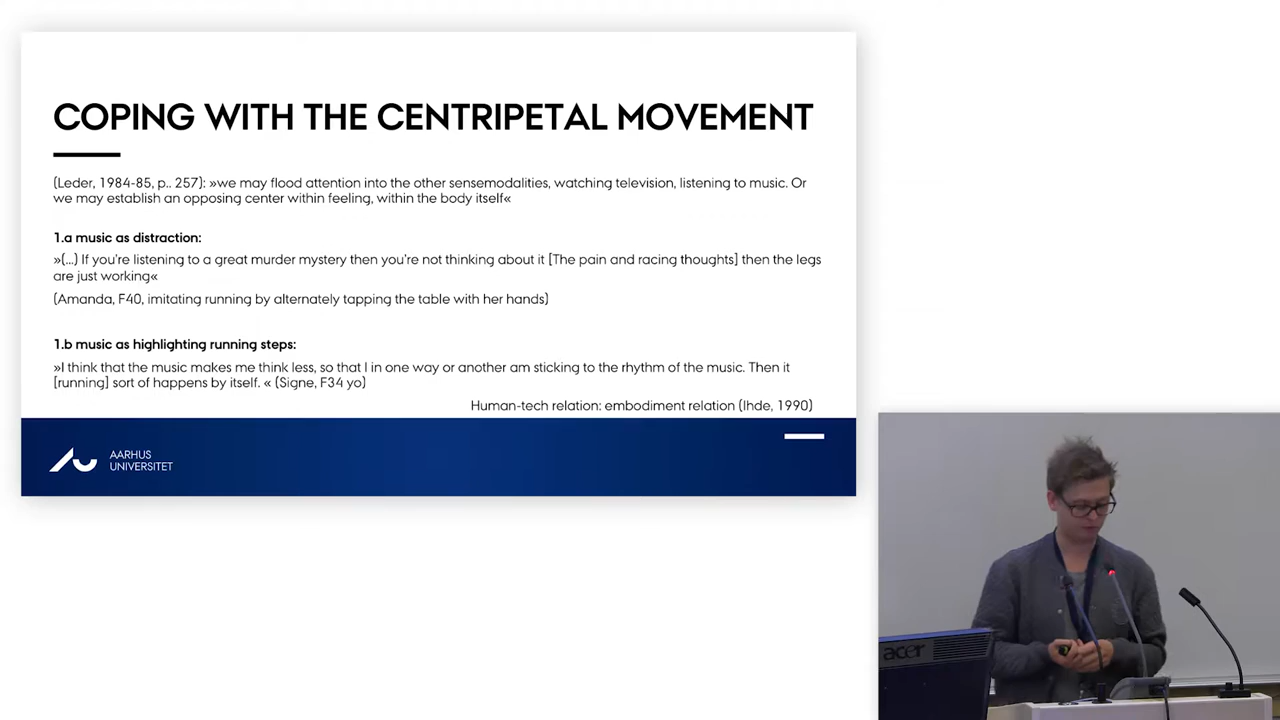 COPING WITH THE CENTRIPETAL MOVEMENT
(Leder, 1984-85, p.. 257): »we may flood attention into the other sensemodalities, watching television, listening to music. Or
we may establish an opposing center within feeling, within the body itself«
1.a music as distraction:
»(...) If you're listening to a great murder mystery then you're not thinking about it [The pain and racing thoughts] then the legs
are just working«
(Amanda, F40, imitating running by alternately tapping the table with her hands)
1.b music as highlighting running steps:
»I think that the music makes me think less, so that I in one way or another am sticking to the rhythm of the music. Then it
[running] sort of happens by itself. « (Signe, F34 yo)
Human-tech relation: embodiment relation (Ihde, 1990)
AARHUS
UNIVERSITET
acer